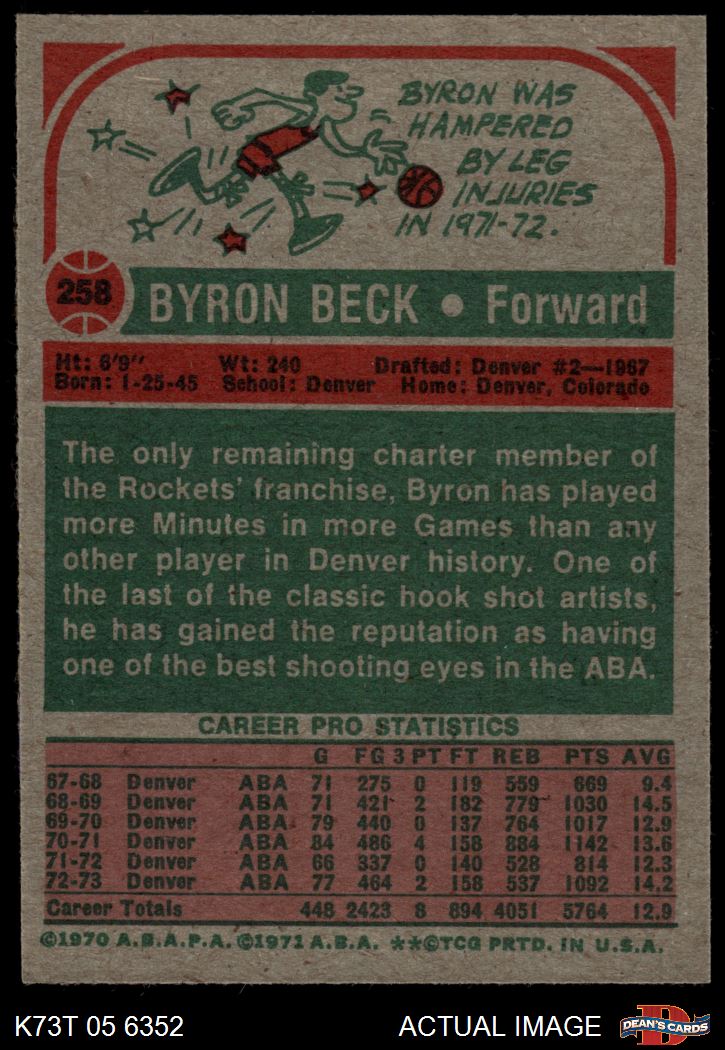 BYRON WAS
HAMPERED
BY LEG
INJURIES
IN 1971-72.
258
BYRON BECK ● Forward
Ht: 6'9" Wt: 240 Drafted: Denver #2—1967
Born: 1-25-45 School: Denver Home: Denver, Colorado
The only remaining charter member of
the Rockets' franchise, Byron has played
more Minutes in more Games than any
other player in Denver history. One of
the last of the classic hook shot artists,
he has gained the reputation as having
one of the best shooting eyes in the ABA.
CAREER PRO STATISTICS
G FG 3 PT FT REB PTS AVG
67-68 Denver ABA 71 275 0 119 559 669 9.4
68-69 Denver ABA 71 421 2 182 779 1030 14.5
69-70 Denver ABA 79 440 0 137 764 1017 12.9
70-71 Denver ABA 84 486 4 158 884 1142 13.6
71-72 Denver ABA 66 337 0 140 528 814 12.3
72-73 Denver ABA 77 464 2 158 537 1092 14.2
Career Totals 448 2423 8 894 4051 5764 12.9
©1970 A.B.A.P.A. ©1971 A.B.A. **©TCG PRTD. IN U.S.A.
K73T 05 6352 ACTUAL IMAGE
DEAN'S CARDS